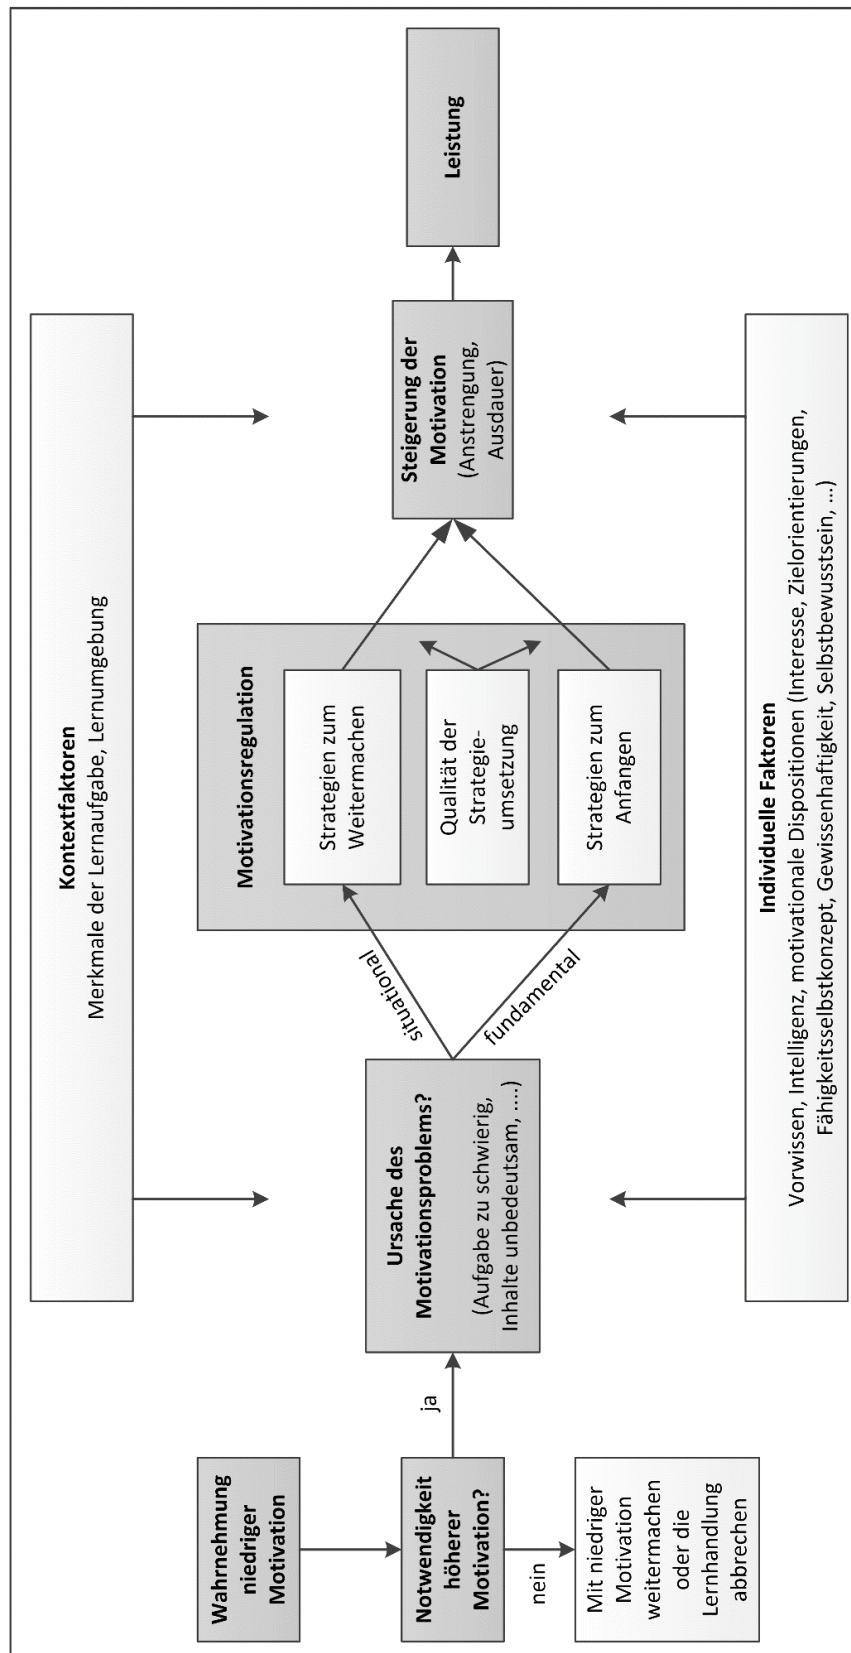 Kontextfaktoren
Merkmale der Lernaufgabe, Lernumgebung
Wahrnehmung
niedriger
Motivation
Notwendigkeit
höherer
Motivation?
ja
nein
Mit niedriger
Motivation
weitermachen
oder die
Lernhandlung
abbrechen
Ursache des
Motivationsproblems?
(Aufgabe zu schwierig,
Inhalte unbedeutsam, ....)
situational
fundamental
Motivationsregulation
Strategien zum
Weitermachen
Qualität der
Strategie-
umsetzung
Strategien zum
Anfangen
Steigerung der
Motivation
(Anstrengung,
Ausdauer)
Leistung
Individuelle Faktoren
Vorwissen, Intelligenz, motivationale Dispositionen (Interesse, Zielorientierungen,
Fähigkeitsselbstkonzept, Gewissenhaftigkeit, Selbstbewusstsein, ...)